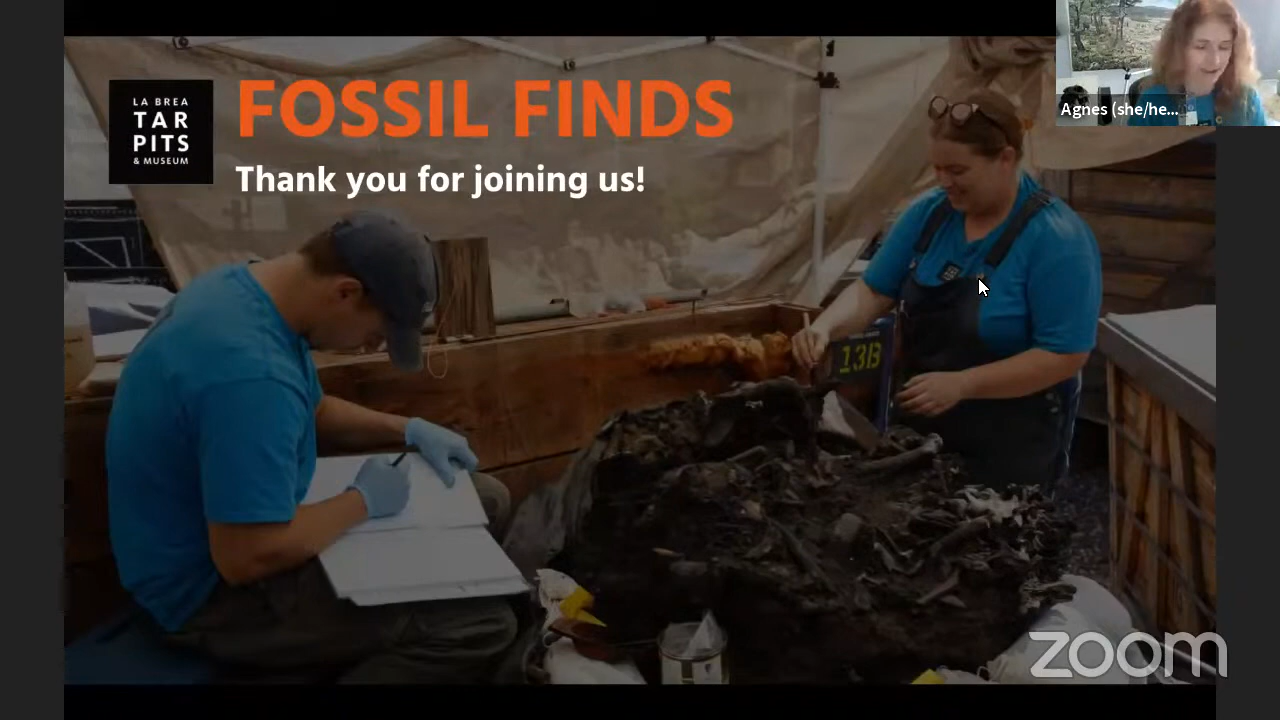 LA BREA
TAR
PITS
& MUSEUM
FOSSIL FINDS
Thank you for joining us!
Agnes (she/he...
13B
zoom